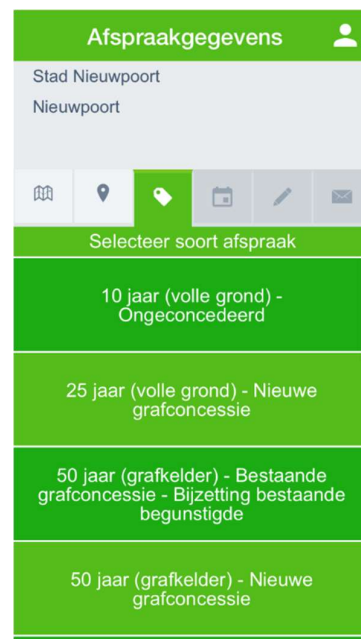 Afspraakgegevens
Stad Nieuwpoort
Nieuwpoort
Selecteer soort afspraak
10 jaar (volle grond) -
Ongeconcedeerd
25 jaar (volle grond) - Nieuwe
grafconcessie
50 jaar (grafkelder) - Bestaande
grafconcessie - Bijzetting bestaande
begunstigde
50 jaar (grafkelder) - Nieuwe
grafconcessie